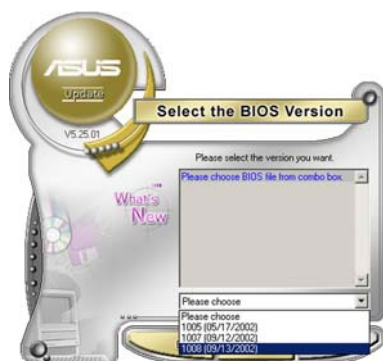 ASUS
Update
V5.25.01
Select the BIOS Version
Please select the version you want.
Please choose BIOS file from combo box.
What's
New
Please choose
Please choose
1005 (05/17/2002)
1007 (09/12/2002)
1008 (09/13/2002)